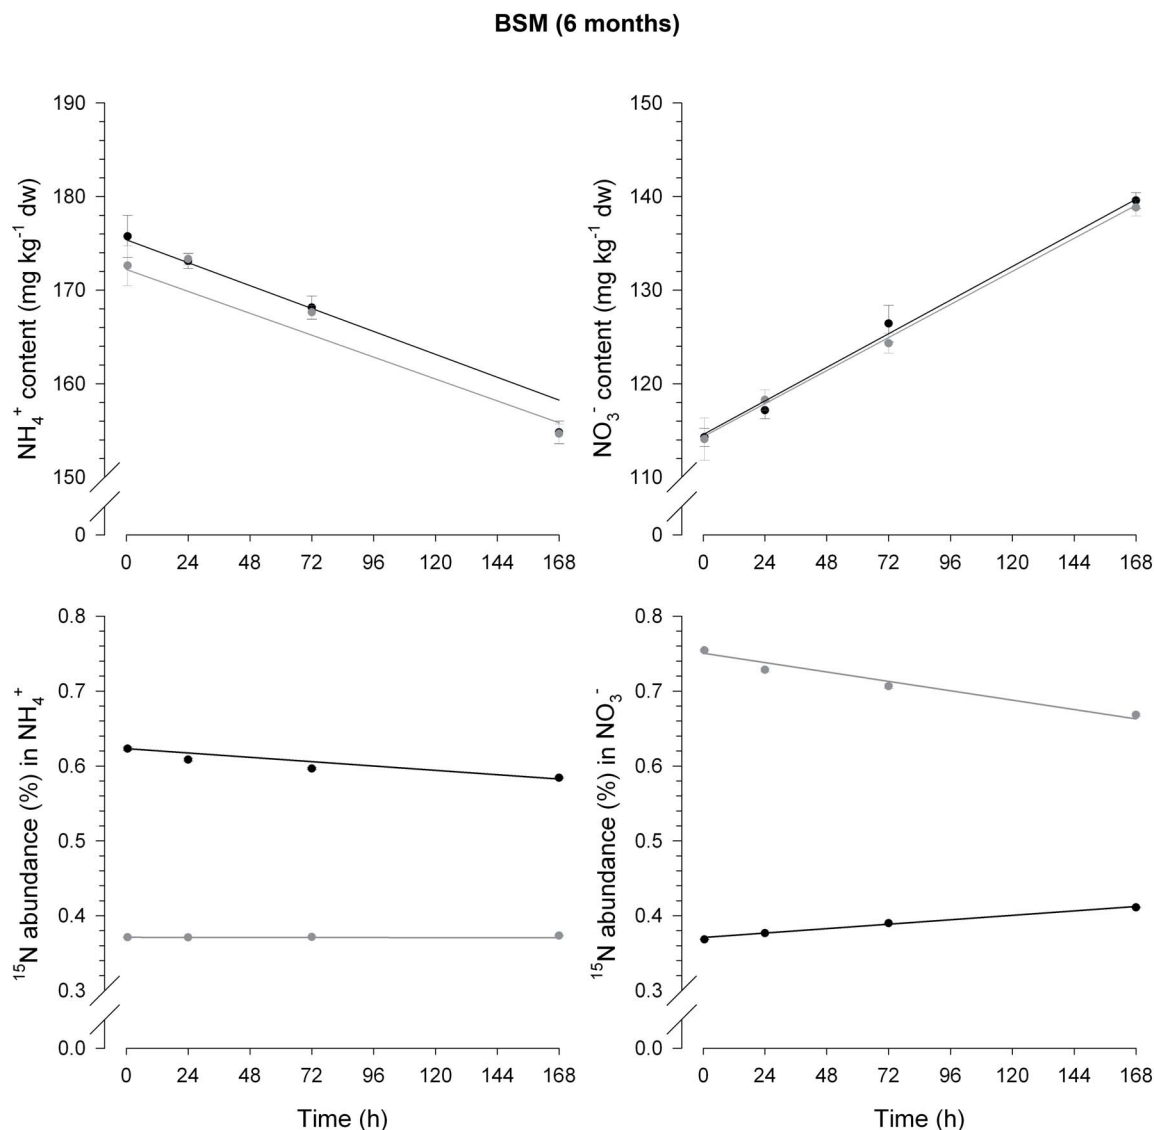 BSM (6 months)
NH₄⁺ content (mg kg⁻¹ dw)
190
180
170
160
150
0
0 24 48 72 96 120 144 168
NO₃⁻ content (mg kg⁻¹ dw)
150
140
130
120
110
0
0 24 48 72 96 120 144 168
¹⁵N abundance (%) in NH₄⁺
0.8
0.7
0.6
0.5
0.4
0.3
0.0
0 24 48 72 96 120 144 168
Time (h)
¹⁵N abundance (%) in NO₃⁻
0.8
0.7
0.6
0.5
0.4
0.3
0.0
0 24 48 72 96 120 144 168
Time (h)